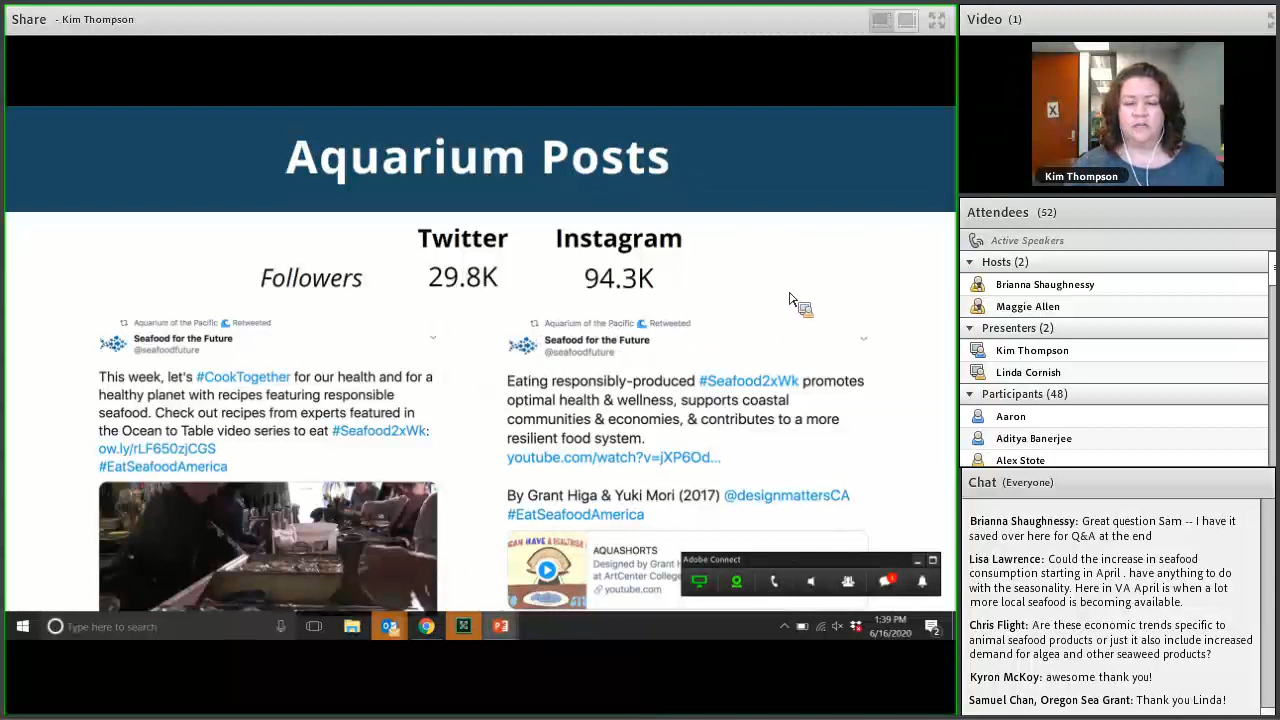 Share - Kim Thompson
Aquarium Posts
Twitter Instagram
Followers 29.8K 94.3K
Aquarium of the Pacific Retweeted
Seafood for the Future
@seafoodfuture
This week, let's #CookTogether for our health and for a
healthy planet with recipes featuring responsible
seafood. Check out recipes from experts featured in
the Ocean to Table video series to eat #Seafood2xWk:
ow.ly/rLF650zjCGS
#EatSeafoodAmerica
Aquarium of the Pacific Retweeted
Seafood for the Future
@seafoodfuture
Eating responsibly-produced #Seafood2xWk promotes
optimal health & wellness, supports coastal
communities & economies, & contributes to a more
resilient food system.
youtube.com/watch?v=jXP6Od...
By Grant Higa & Yuki Mori (2017) @designmattersCA
#EatSeafoodAmerica
CAN HAVE A HEALTHIER
AQUASHORTS
Designed by Grant H
at ArtCenter College
youtube.com
Adobe Connect
Type here to search
1:39 PM
6/16/2020
2
Video (1)
X
Kim Thompson
Attendees (52)
Active Speakers
Hosts (2)
Brianna Shaughnessy
Maggie Allen
Presenters (2)
Kim Thompson
Linda Cornish
Participants (48)
Aaron
Aditya Banerjee
Alex Stote
Chat (Everyone)
Brianna Shaughnessy: Great question Sam -- I have it
saved over here for Q&A at the end
Lisa Lawrence: Could the increase in seafood
consumption starting in April have anything to do
with the seasonality. Here in VA April is when a lot
more local seafood is becoming available.
Chris Flight: Are these economic trends specific to
animal seafood products or just it also include increased
demand for algea and other seaweed products?
Kyron McKoy: awesome thank you!
Samuel Chan, Oregon Sea Grant: Thank you Linda!